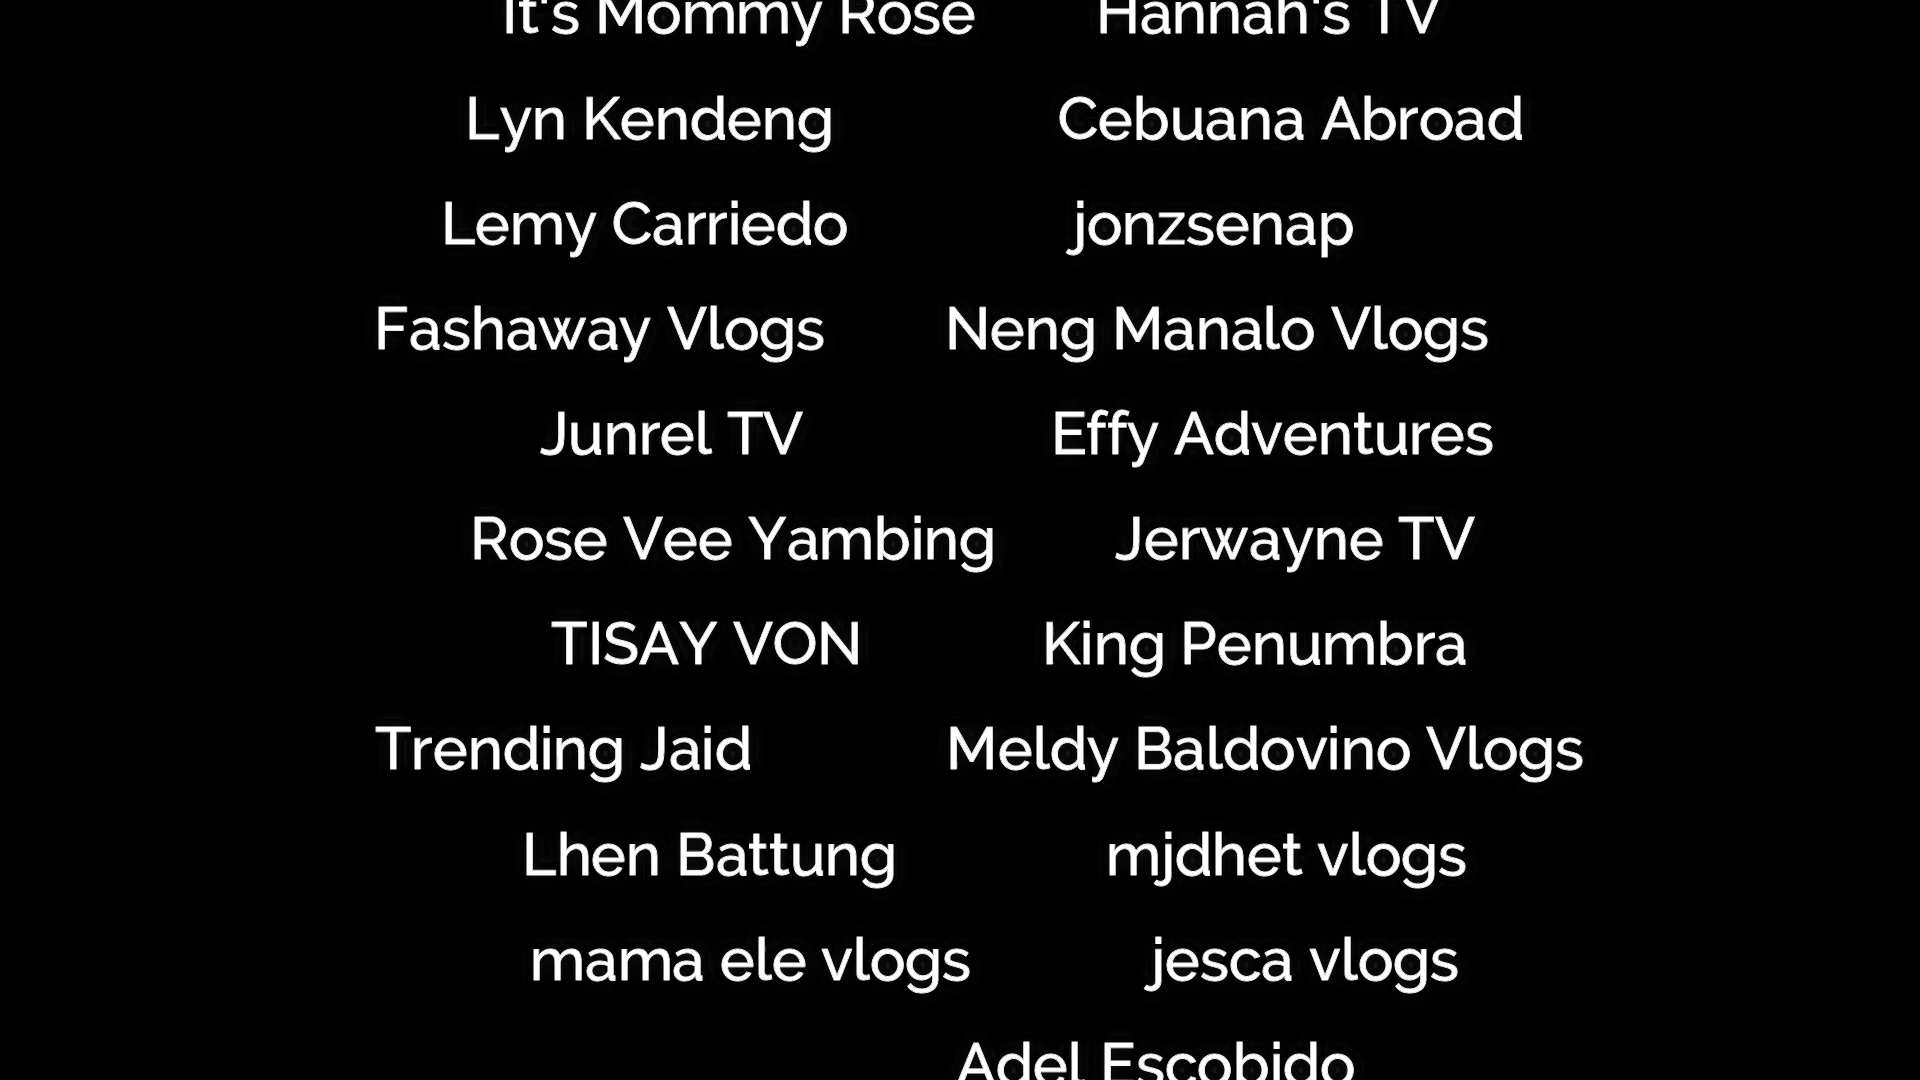 It's Mommy Rose Hannah's TV
Lyn Kendeng Cebuana Abroad
Lemy Carriedo jonzsenap
Fashaway Vlogs Neng Manalo Vlogs
Junrel TV Effy Adventures
Rose Vee Yambing Jerwayne TV
TISAY VON King Penumbra
Trending Jaid Meldy Baldovino Vlogs
Lhen Battung mjdhet vlogs
mama ele vlogs jesca vlogs
Adel Escobido